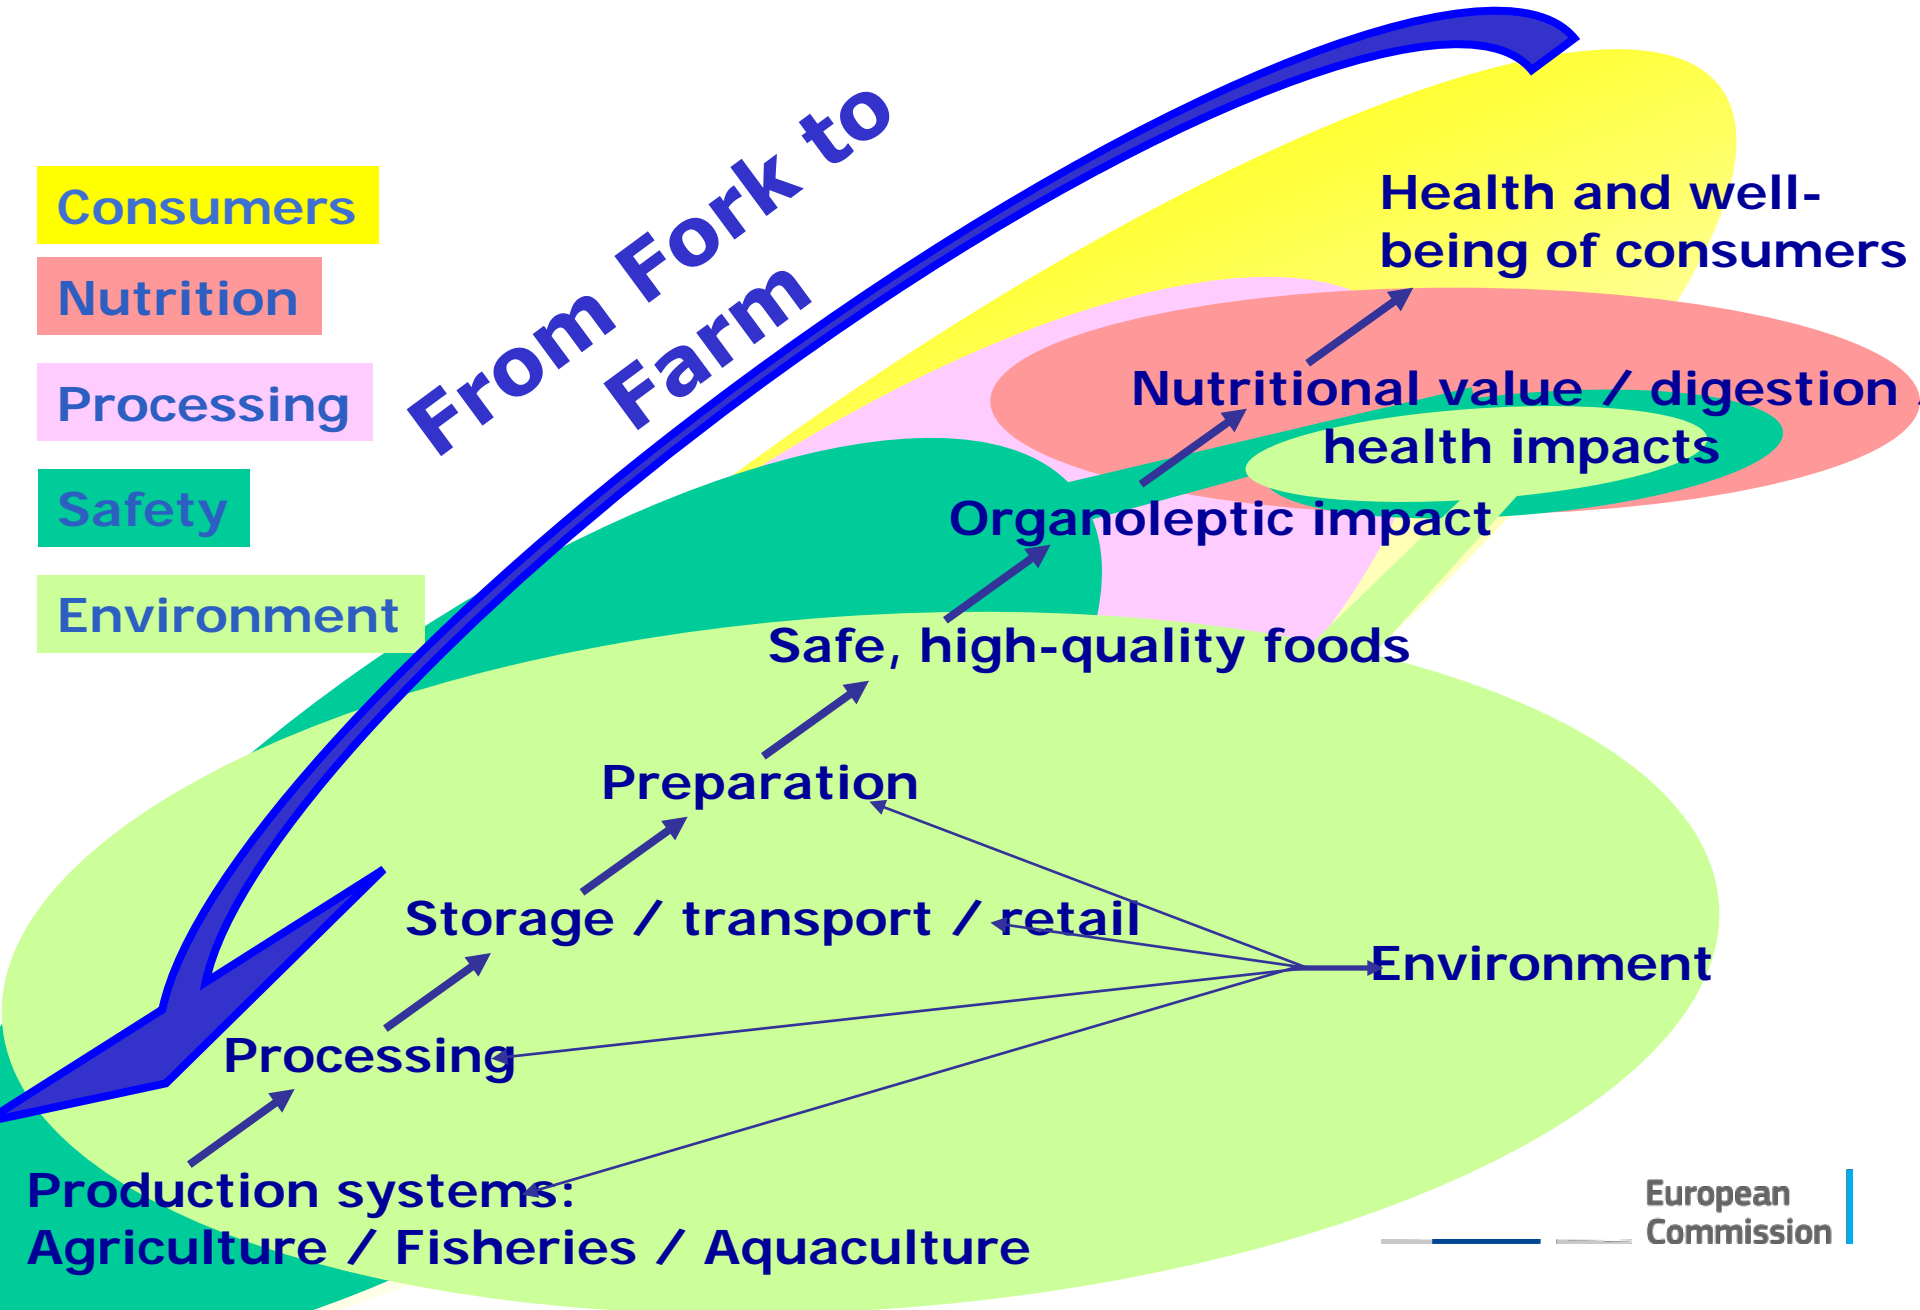 From Fork to
Farm
Consumers
Nutrition
Processing
Safety
Environment
Health and well-
being of consumers
Nutritional value / digestion /
health impacts
Organoleptic impact
Safe, high-quality foods
Preparation
Storage / transport / retail
Environment
Processing
Production systems:
Agriculture / Fisheries / Aquaculture
European
Commission